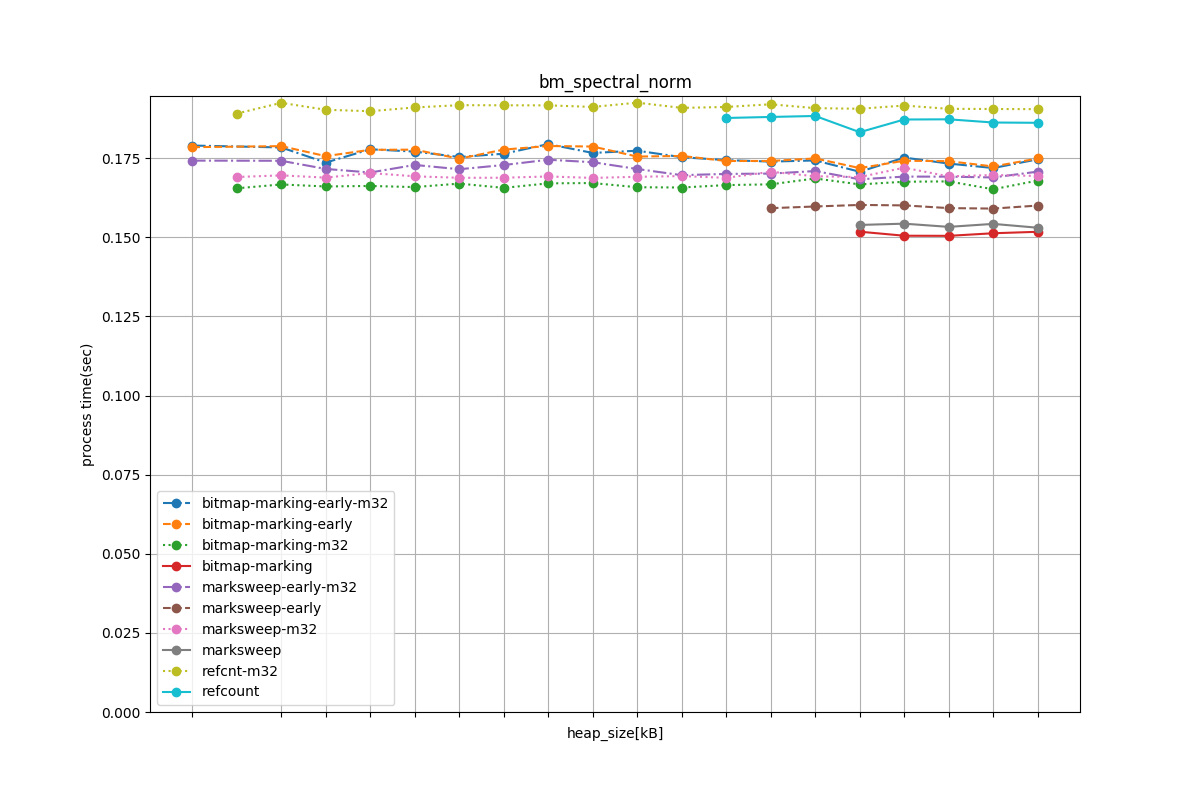 bm_spectral_norm
process time(sec)
0.175
0.150
0.125
0.100
0.075
0.050
0.025
0.000
bitmap-marking-early-m32
bitmap-marking-early
bitmap-marking-m32
bitmap-marking
marksweep-early-m32
marksweep-early
marksweep-m32
marksweep
refcnt-m32
refcount
heap_size[kB]